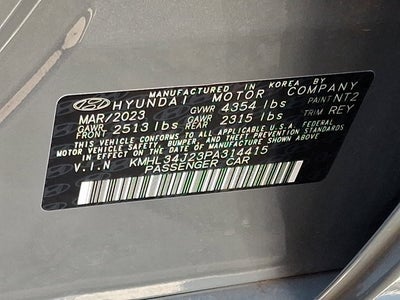 MANUFACTURED IN KOREA BY
HYUNDAI MOTOR COMPANY
MAR/2023 GVWR 4354 lbs PAINT NT2
GAWR FRONT 2513 lbs GAWR REAR 2315 lbs TRIM REY
THIS VEHICLE CONFORMS TO ALL APPLICABLE U.S.A FEDERAL
MOTOR VEHICLE SAFETY, BUMPER, AND THEFT PREVENTION
STANDARDS IN EFFECT ON THE DATE OF MANUFACTURE SHOWN ABOVE
V.I.N KMHL34J23PA314415
PASSENGER CAR